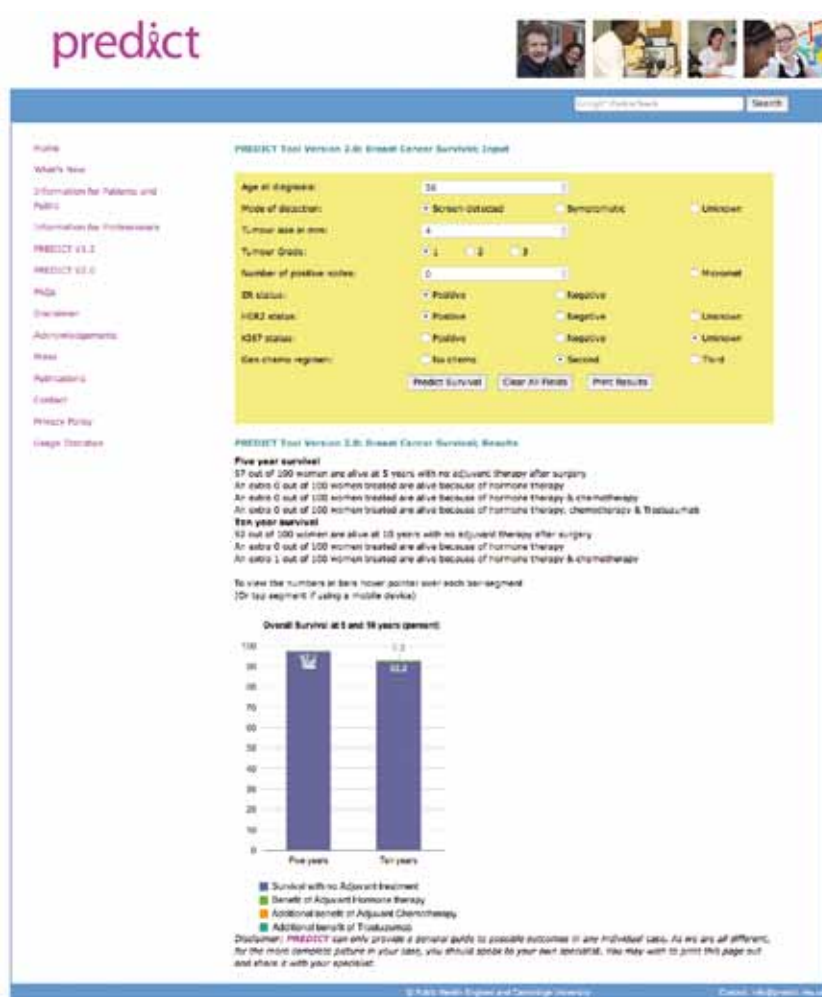 predict
Search
Home
What's New
Information for Patients and
Public
Information for Professionals
PREDICT V1.2
PREDICT V2.0
FAQs
Disclaimer
Acknowledgements
Press
Publications
Contact
Privacy Policy
Usage Statistics
PREDICT Tool Version 2.0: Breast Cancer Survival; Input
Age at diagnosis:
Mode of detection: Screen-detected Symptomatic Unknown
Tumour size in mm: 4
Tumour Grade: 1 2 3
Number of positive nodes: 0 Micromet
ER status: Positive Negative
HER2 status: Positive Negative Unknown
KI67 status: Positive Negative Unknown
Gen chemo regimen: No chemo Second Third
Predict Survival Clear All Fields Print Results
PREDICT Tool Version 2.0: Breast Cancer Survival; Results
Five year survival
97 out of 100 women are alive at 5 years with no adjuvant therapy after surgery
An extra 0 out of 100 women treated are alive because of hormone therapy
An extra 0 out of 100 women treated are alive because of hormone therapy & chemotherapy
An extra 0 out of 100 women treated are alive because of hormone therapy, chemotherapy & Trastuzumab
Ten year survival
92 out of 100 women are alive at 10 years with no adjuvant therapy after surgery
An extra 0 out of 100 women treated are alive because of hormone therapy
An extra 1 out of 100 women treated are alive because of hormone therapy & chemotherapy
To view the numbers in bars hover pointer over each bar-segment
(Or tap segment if using a mobile device)
Overall Survival at 5 and 10 years (percent)
100
90
80
70
60
50
40
30
20
10
0
Five years Ten years
Survival with no Adjuvant treatment
Benefit of Adjuvant Hormone therapy
Additional benefit of Adjuvant Chemotherapy
Additional benefit of Trastuzumab
Disclaimer: PREDICT can only provide a general guide to possible outcomes in any individual case. As we are all different,
for the more complete picture in your case, you should speak to your own specialist. You may wish to print this page out
and share it with your specialist.
© Public Health England and Cambridge University
Contact: